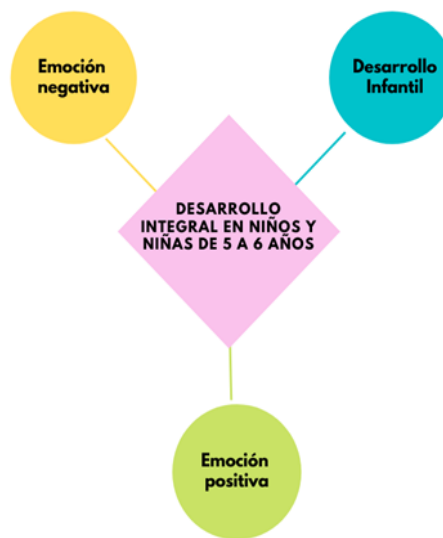 Emoción
negativa
Desarrollo
Infantil
DESARROLLO
INTEGRAL EN NIÑOS Y
NIÑAS DE 5 A 6 AÑOS
Emoción
positiva